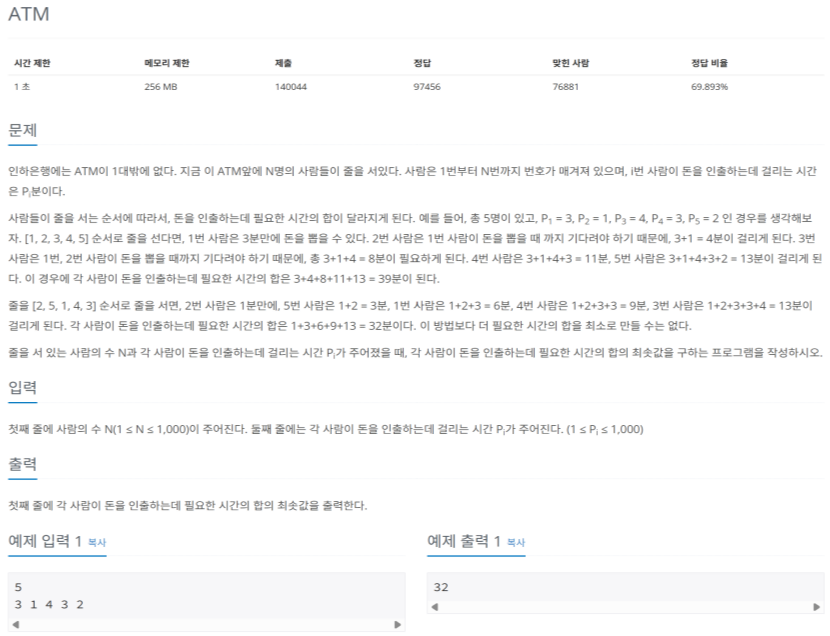 ATM
시간 제한 메모리 제한 제출 정답 맞힌 사람 정답 비율
1 초 256 MB 140044 97456 76881 69.893%
문제
인하은행에는 ATM이 1대밖에 없다. 지금 이 ATM앞에 N명의 사람들이 줄을 서있다. 사람은 1번부터 N번까지 번호가 매겨져 있으며, i번 사람이 돈을 인출하는데 걸리는 시간
은 Pi분이다.
사람들이 줄을 서는 순서에 따라서, 돈을 인출하는데 필요한 시간의 합이 달라지게 된다. 예를 들어, 총 5명이 있고, P1 = 3, P2 = 1, P3 = 4, P4 = 3, P5 = 2 인 경우를 생각해보
자. [1, 2, 3, 4, 5] 순서로 줄을 선다면, 1번 사람은 3분만에 돈을 뽑을 수 있다. 2번 사람은 1번 사람이 돈을 뽑을 때 까지 기다려야 하기 때문에, 3+1 = 4분이 걸리게 된다. 3번
사람은 1번, 2번 사람이 돈을 뽑을 때까지 기다려야 하기 때문에, 총 3+1+4 = 8분이 필요하게 된다. 4번 사람은 3+1+4+3 = 11분, 5번 사람은 3+1+4+3+2 = 13분이 걸리게 된
다. 이 경우에 각 사람이 돈을 인출하는데 필요한 시간의 합은 3+4+8+11+13 = 39분이 된다.
줄을 [2, 5, 1, 4, 3] 순서로 줄을 서면, 2번 사람은 1분만에, 5번 사람은 1+2 = 3분, 1번 사람은 1+2+3 = 6분, 4번 사람은 1+2+3+3 = 9분, 3번 사람은 1+2+3+3+4 = 13분이
걸리게 된다. 각 사람이 돈을 인출하는데 필요한 시간의 합은 1+3+6+9+13 = 32분이다. 이 방법보다 더 필요한 시간의 합을 최소로 만들 수는 없다.
줄을 서 있는 사람의 수 N과 각 사람이 돈을 인출하는데 걸리는 시간 Pi가 주어졌을 때, 각 사람이 돈을 인출하는데 필요한 시간의 합의 최솟값을 구하는 프로그램을 작성하시오.
입력
첫째 줄에 사람의 수 N(1 ≤ N ≤ 1,000)이 주어진다. 둘째 줄에는 각 사람이 돈을 인출하는데 걸리는 시간 Pi가 주어진다. (1 ≤ Pi ≤ 1,000)
출력
첫째 줄에 각 사람이 돈을 인출하는데 필요한 시간의 합의 최솟값을 출력한다.
예제 입력 1 복사
5
3 1 4 3 2
예제 출력 1 복사
32